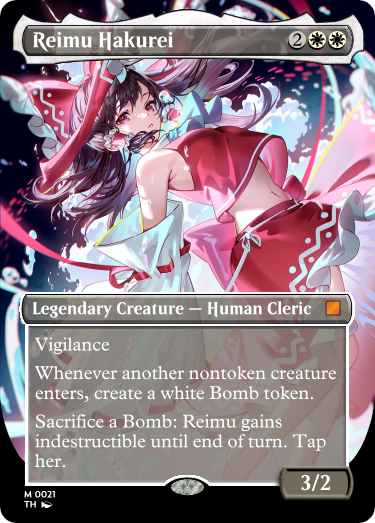 Reimu Hakurei 2
Legendary Creature — Human Cleric
Vigilance
Whenever another nontoken creature
enters, create a white Bomb token.
Sacrifice a Bomb: Reimu gains
indestructible until end of turn. Tap
her.
3/2
M 0021
TH